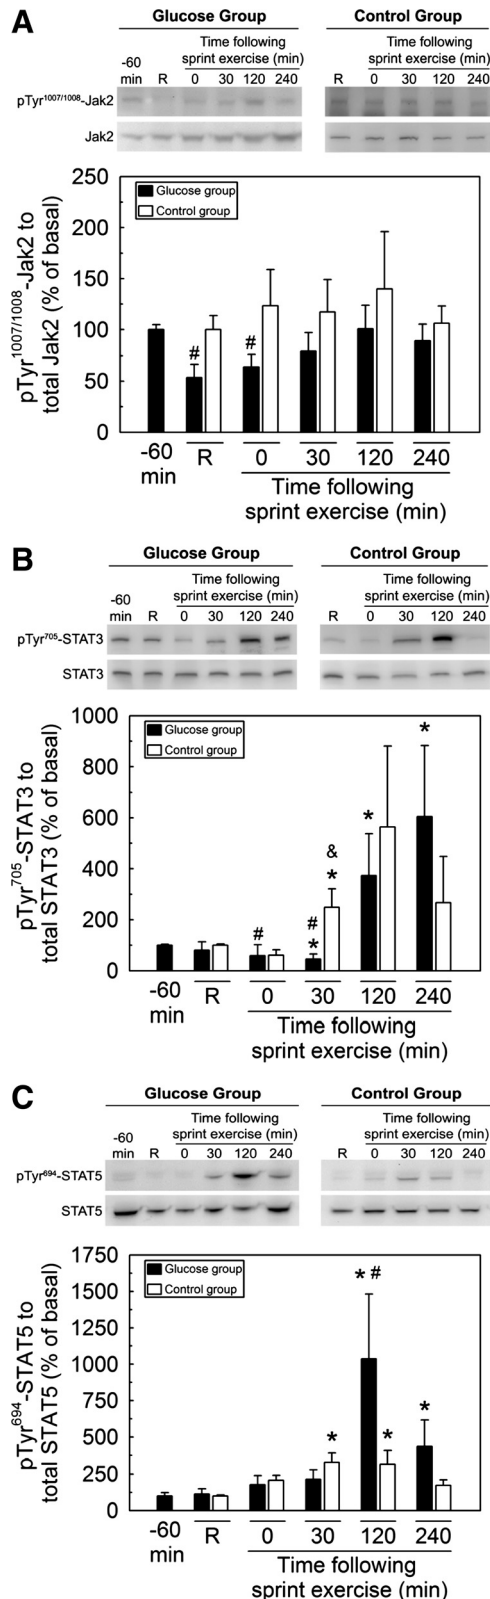 A
Glucose Group
Control Group
Time following
sprint exercise (min)
Time following
sprint exercise (min)
-60
min R 0 30 120 240
R 0 30 120 240
pTyr1007/1008-Jak2
Jak2
pTyr1007/1008-Jak2 to
total Jak2 (% of basal)
250
200
150
100
50
0
Glucose group
Control group
#
#
-60
min
R
0
30
120
240
Time following
sprint exercise (min)
B
Glucose Group
Control Group
Time following
sprint exercise (min)
Time following
sprint exercise (min)
-60
min R 0 30 120 240
R 0 30 120 240
pTyr705-STAT3
STAT3
pTyr705-STAT3 to
total STAT3 (% of basal)
1000
800
600
400
200
0
Glucose group
Control group
#
#
*
&
*
*
*
-60
min
R
0
30
120
240
Time following
sprint exercise (min)
C
Glucose Group
Control Group
Time following
sprint exercise (min)
Time following
sprint exercise (min)
-60
min R 0 30 120 240
R 0 30 120 240
pTyr694-STAT5
STAT5
pTyr694-STAT5 to
total STAT5 (% of basal)
1750
1500
1250
1000
750
500
250
0
Glucose group
Control group
*
* #
*
*
-60
min
R
0
30
120
240
Time following
sprint exercise (min)